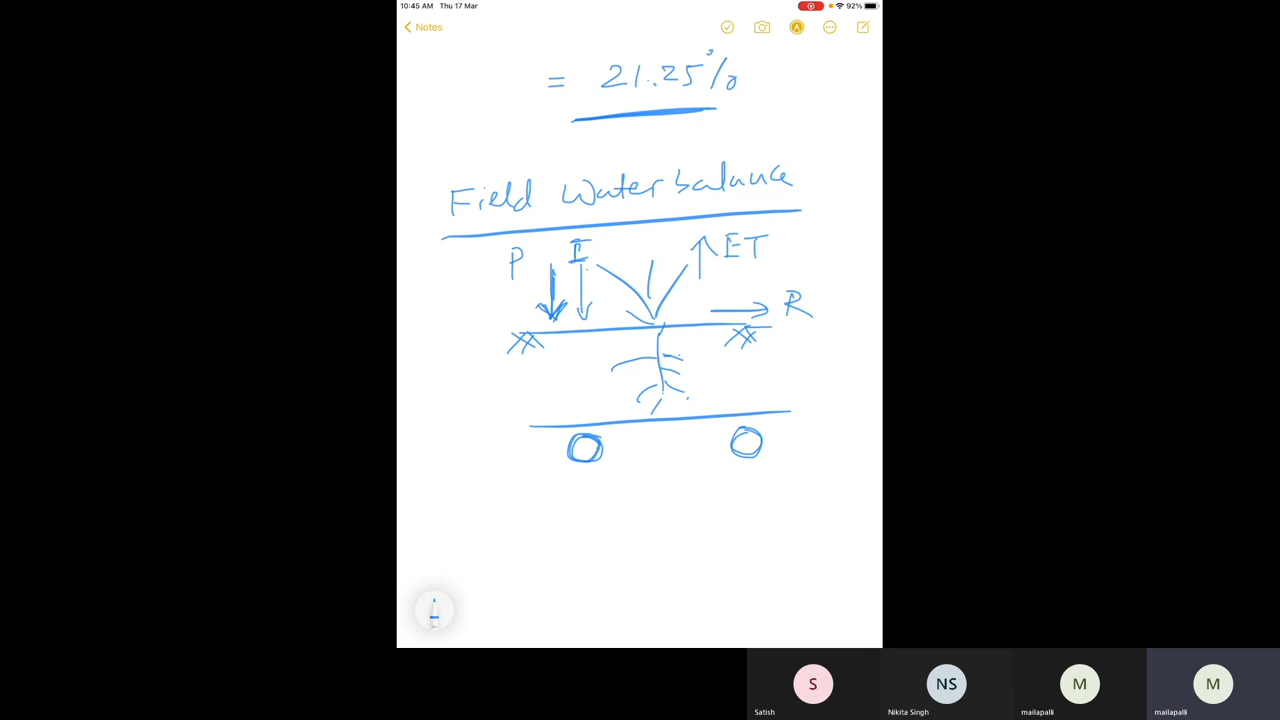 10:45 AM Thu 17 Mar
92%
Notes
= 21.25%
Field Water balance
P I ET
R
S NS M M
Satish Nikita Singh mailapalli mailapalli